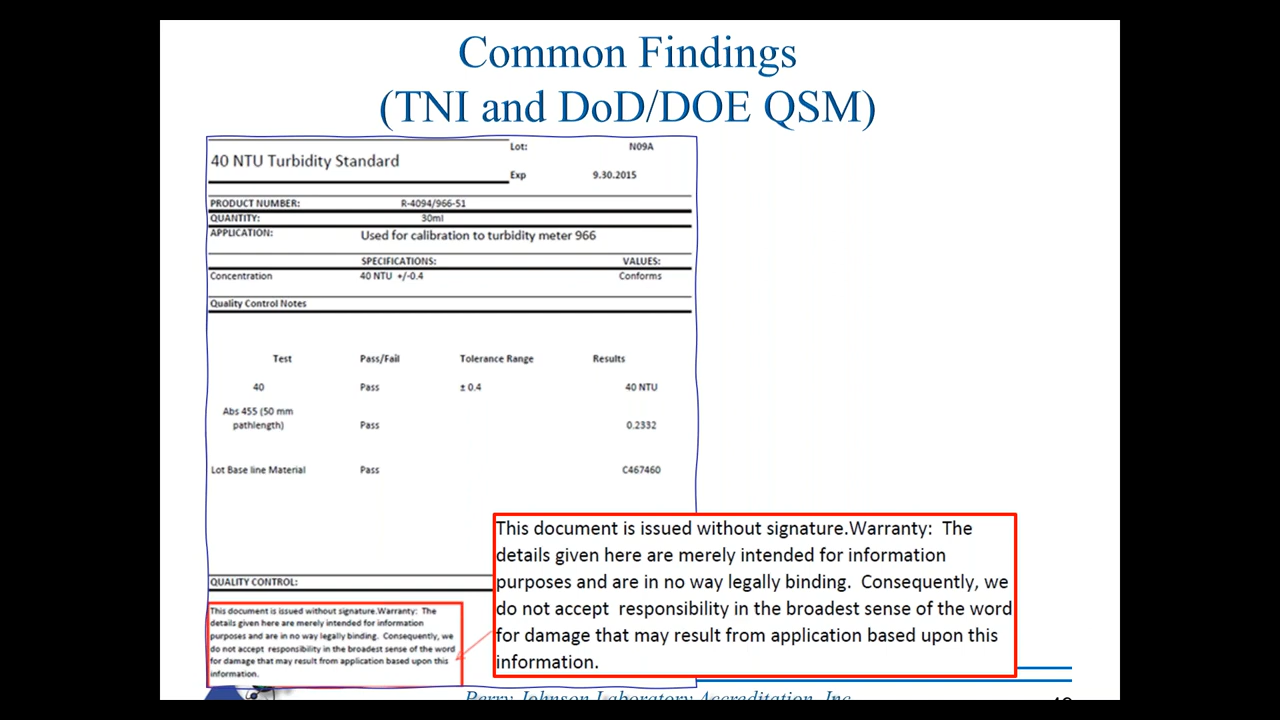 Common Findings
(TNI and DoD/DOE QSM)
40 NTU Turbidity Standard
Lot: N09A
Exp 9.30.2015
PRODUCT NUMBER: R-4094/966-51
QUANTITY: 30ml
APPLICATION: Used for calibration to turbidity meter 966
SPECIFICATIONS: VALUES:
Concentration 40 NTU +/-0.4 Conforms
Quality Control Notes
Test Pass/Fail Tolerance Range Results
40 Pass ± 0.4 40 NTU
Abs 455 (50 mm
pathlength) Pass 0.2332
Lot Base line Material Pass C467460
QUALITY CONTROL:
This document is issued without signature.Warranty: The
details given here are merely intended for information
purposes and are in no way legally binding. Consequently, we
do not accept responsibility in the broadest sense of the word
for damage that may result from application based upon this
information.
This document is issued without signature.Warranty: The
details given here are merely intended for information
purposes and are in no way legally binding. Consequently, we
do not accept responsibility in the broadest sense of the word
for damage that may result from application based upon this
information.
Perry Johnson Laboratory Accreditation, Inc.